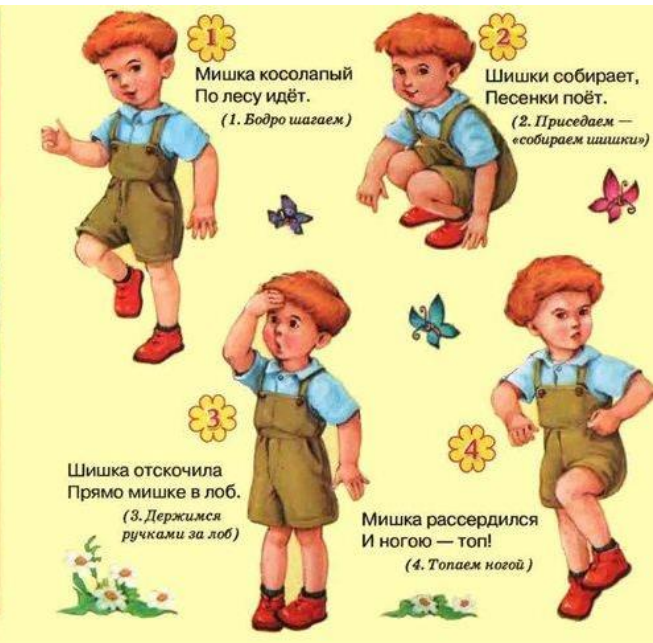 1
Мишка косолапый
По лесу идёт.
(1. Бодро шагаем)
2
Шишки собирает,
Песенки поёт.
(2. Приседаем —
«собираем шишки»)
3
Шишка отскочила
Прямо мишке в лоб.
(3. Держимся
ручками за лоб)
4
Мишка рассердился
И ногою — топ!
(4. Топаем ногой)